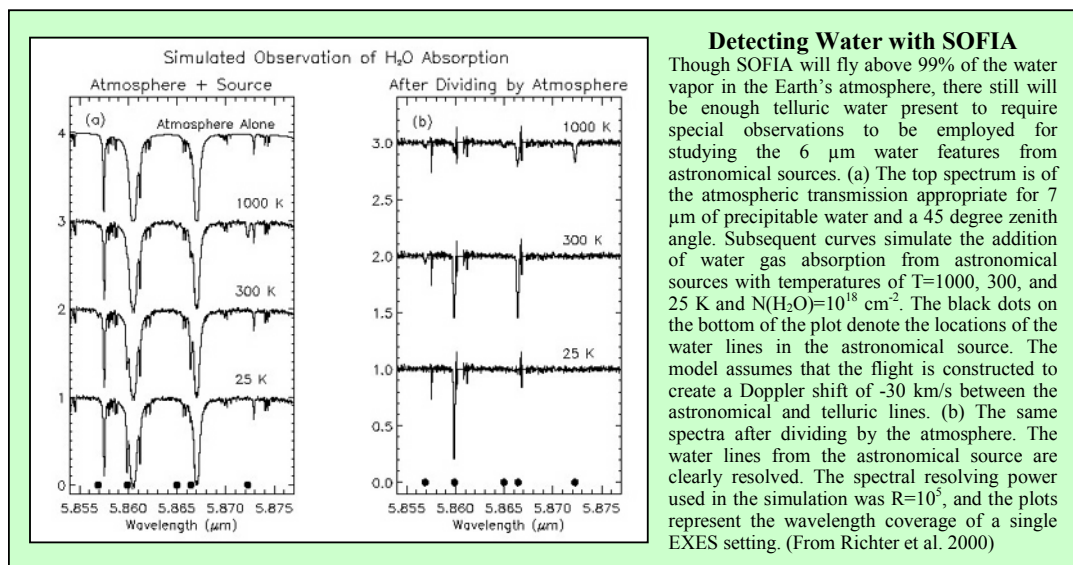 Simulated Observation of H₂O Absorption
Atmosphere + Source
(a)
Atmosphere Alone
1000 K
300 K
25 K
4
3
2
1
0
5.855 5.860 5.865 5.870 5.875
Wavelength (μm)
After Dividing by Atmosphere
(b)
1000 K
300 K
25 K
3.0
2.5
2.0
1.5
1.0
0.5
0.0
5.855 5.860 5.865 5.870 5.875
Wavelength (μm)
Detecting Water with SOFIA
Though SOFIA will fly above 99% of the water
vapor in the Earth's atmosphere, there still will
be enough telluric water present to require
special observations to be employed for
studying the 6 µm water features from
astronomical sources. (a) The top spectrum is of
the atmospheric transmission appropriate for 7
µm of precipitable water and a 45 degree zenith
angle. Subsequent curves simulate the addition
of water gas absorption from astronomical
sources with temperatures of T=1000, 300, and
25 K and N(H₂O)=10¹⁸ cm⁻². The black dots on
the bottom of the plot denote the locations of the
water lines in the astronomical source. The
model assumes that the flight is constructed to
create a Doppler shift of -30 km/s between the
astronomical and telluric lines. (b) The same
spectra after dividing by the atmosphere. The
water lines from the astronomical source are
clearly resolved. The spectral resolving power
used in the simulation was R=10⁵, and the plots
represent the wavelength coverage of a single
EXES setting. (From Richter et al. 2000)